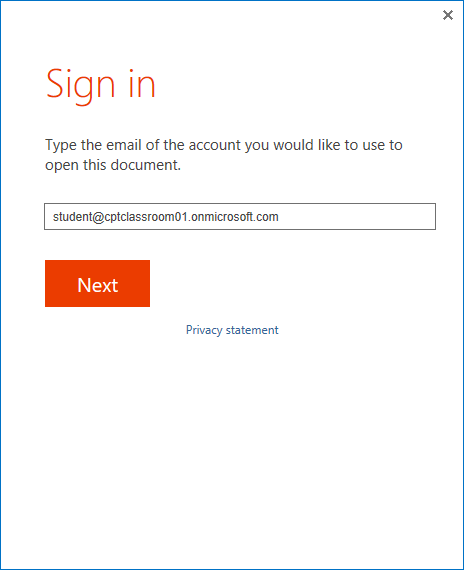 Sign in
Type the email of the account you would like to use to
open this document.
student@cptclassroom01.onmicrosoft.com
Next
Privacy statement